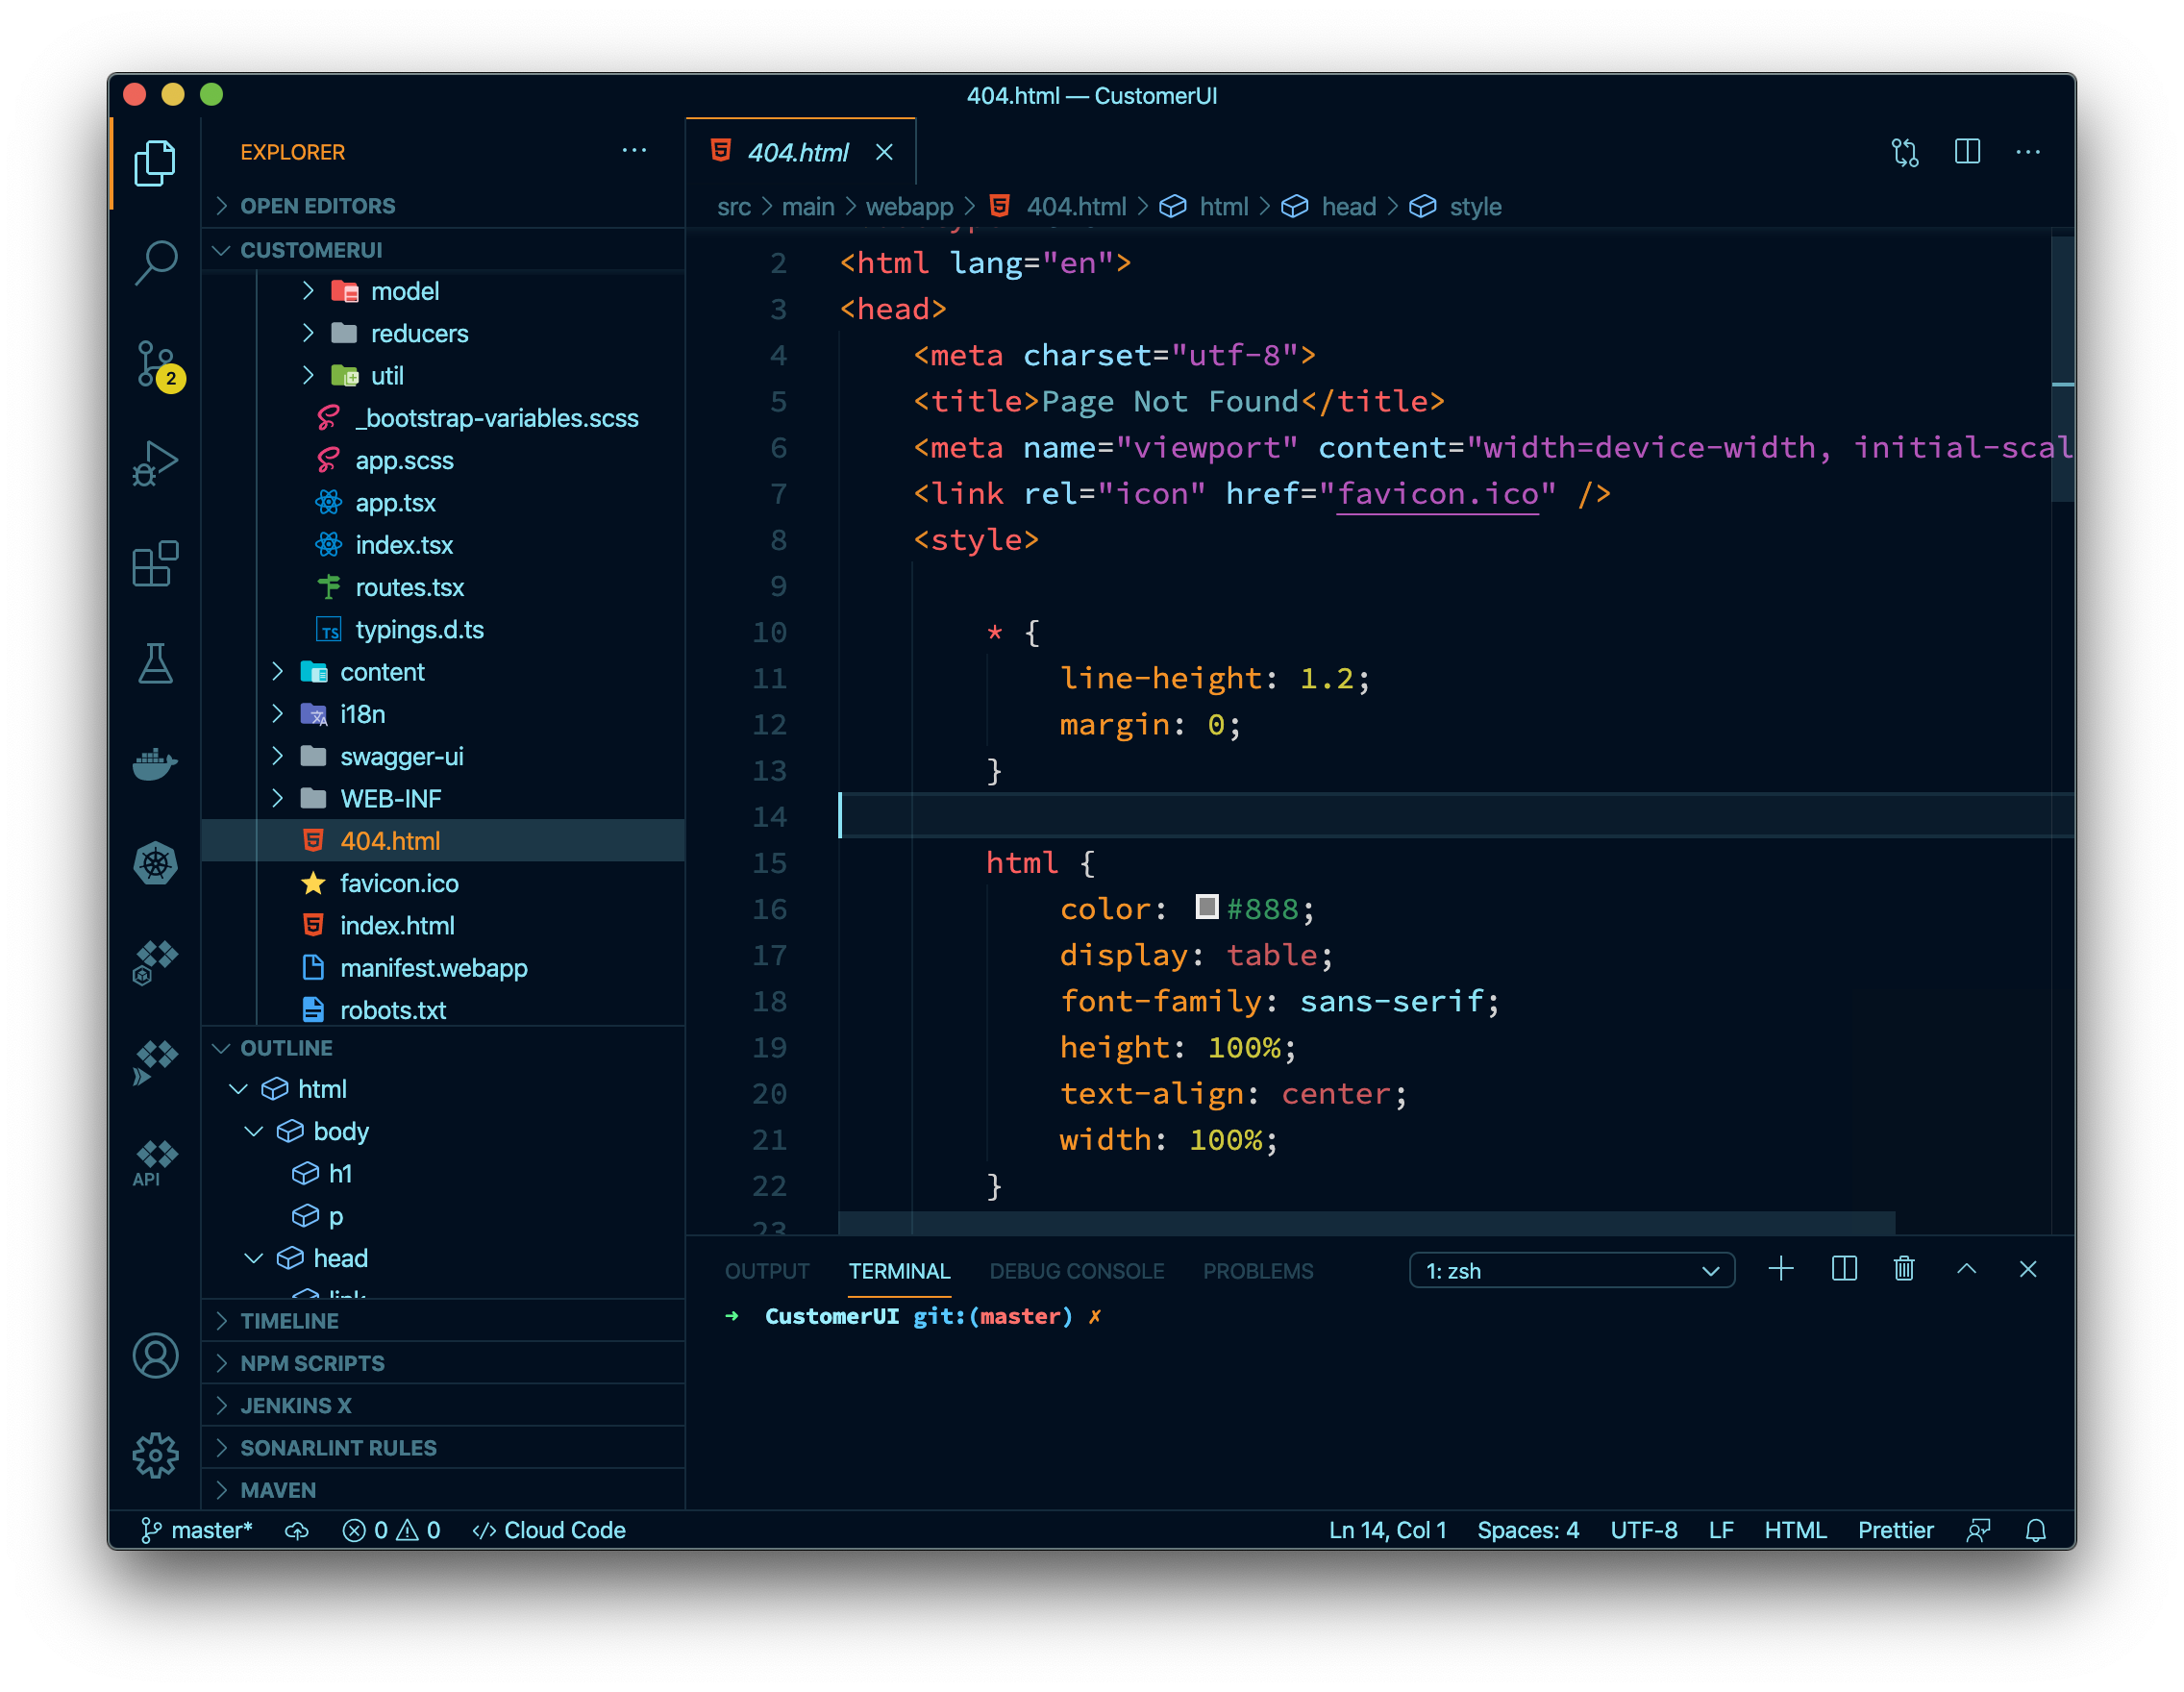 404.html — CustomerUI
EXPLORER
OPEN EDITORS
CUSTOMERUI
model
reducers
util
_bootstrap-variables.scss
app.scss
app.tsx
index.tsx
routes.tsx
TS typings.d.ts
content
i18n
swagger-ui
WEB-INF
404.html
favicon.ico
index.html
manifest.webapp
robots.txt
OUTLINE
html
body
h1
p
head
link
TIMELINE
NPM SCRIPTS
JENKINS X
SONARLINT RULES
MAVEN
2
API
404.html
src > main > webapp > 404.html > html > head > style
2 <html lang="en">
3 <head>
4 <meta charset="utf-8">
5 <title>Page Not Found</title>
6 <meta name="viewport" content="width=device-width, initial-scal
7 <link rel="icon" href="favicon.ico" />
8 <style>
9
10 * {
11 line-height: 1.2;
12 margin: 0;
13 }
14
15 html {
16 color: #888;
17 display: table;
18 font-family: sans-serif;
19 height: 100%;
20 text-align: center;
21 width: 100%;
22 }
23
OUTPUT TERMINAL DEBUG CONSOLE PROBLEMS 1: zsh
➜ CustomerUI git:(master) ✗
master* 0 0 </> Cloud Code Ln 14, Col 1 Spaces: 4 UTF-8 LF HTML Prettier